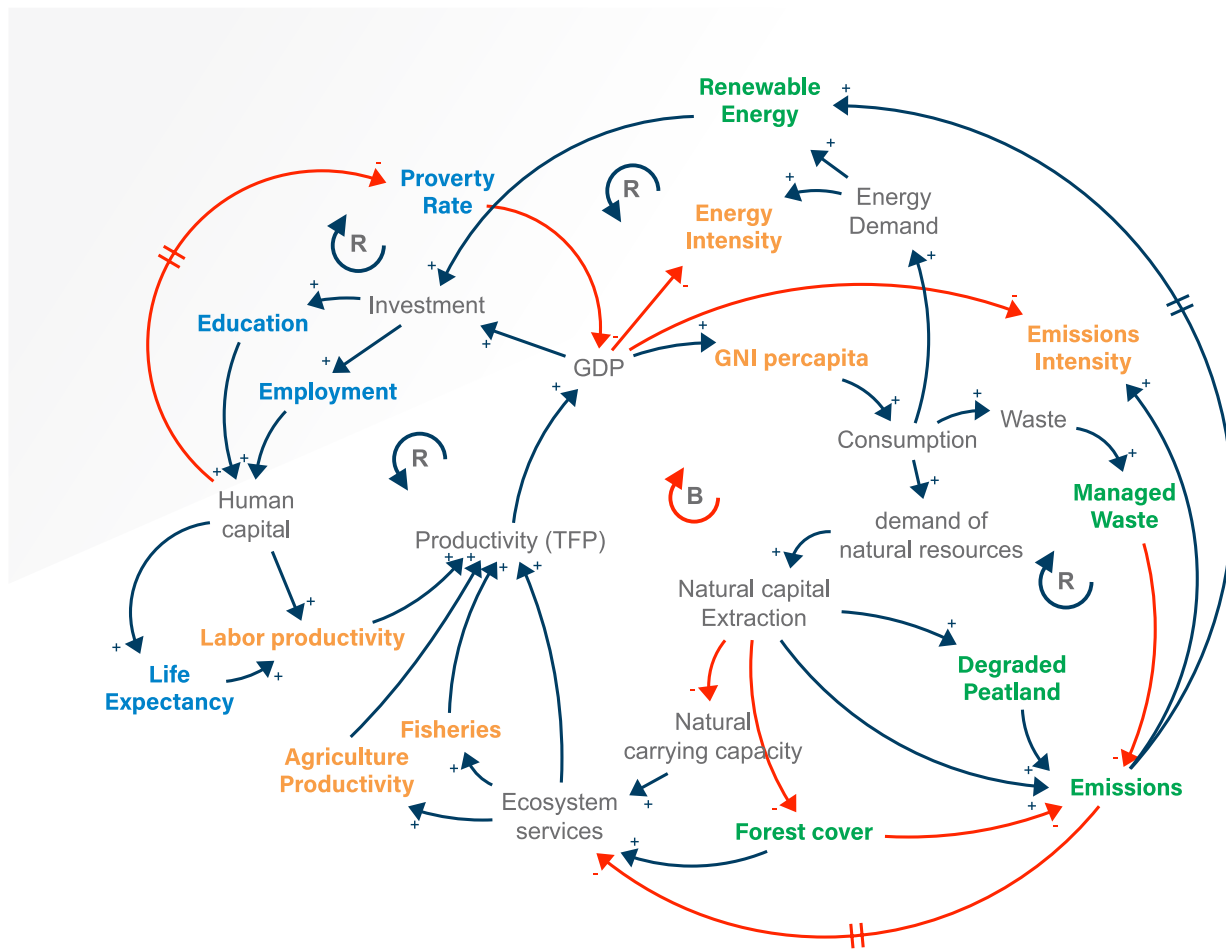 Renewable
Energy
Proverty
Rate
R
R
Energy
Intensity
Energy
Demand
Investment
Education
Employment
GDP
GNI percapita
Emissions
Intensity
Consumption
Waste
R
B
Human
capital
Productivity (TFP)
demand of
natural resources
Managed
Waste
R
Natural capital
Extraction
Labor productivity
Life
Expectancy
Degraded
Peatland
Fisheries
Agriculture
Productivity
Natural
carrying capacity
Ecosystem
services
Forest cover
Emissions